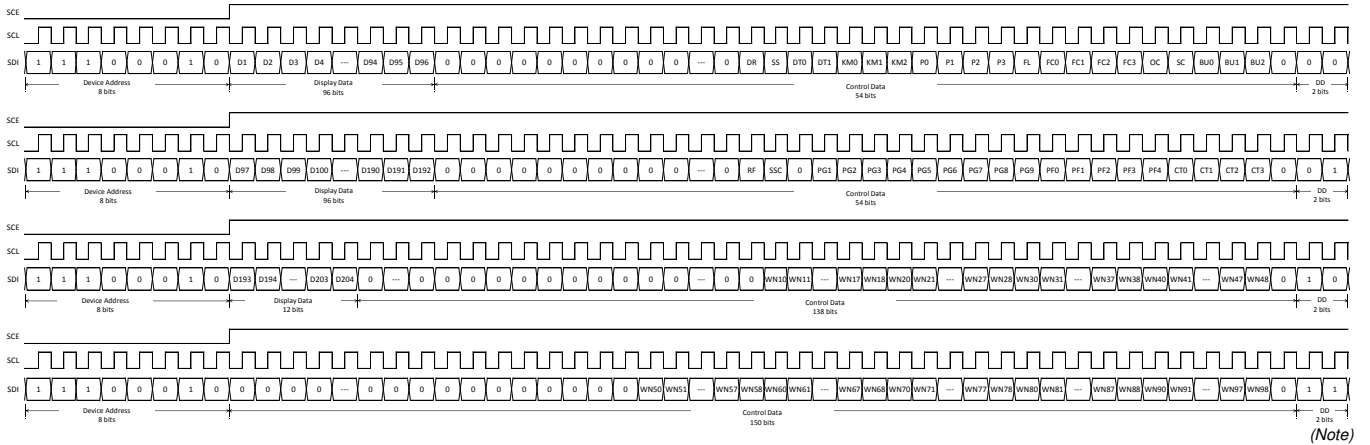 SCE
SCL
SDI 1 1 1 0 0 0 1 0 D1 D2 D3 D4 --- D94 D95 D96 0 0 0 0 0 0 0 0 0 0 --- 0 DR SS DT0 DT1 KM0 KM1 KM2 P0 P1 P2 P3 FL FC0 FC1 FC2 FC3 OC SC BU0 BU1 BU2 0 0 0
Device Address Display Data Control Data DD
8 bits 96 bits 54 bits 2 bits
SCE
SCL
SDI 1 1 1 0 0 0 1 0 D97 D98 D99 D100 --- D190 D191 D192 0 0 0 0 0 0 0 0 0 0 --- 0 RF SSC 0 PG1 PG2 PG3 PG4 PG5 PG6 PG7 PG8 PG9 PF0 PF1 PF2 PF3 PF4 CT0 CT1 CT2 CT3 0 0 1
Device Address Display Data Control Data DD
8 bits 96 bits 54 bits 2 bits
SCE
SCL
SDI 1 1 1 0 0 0 1 0 D193 D194 --- D203 D204 0 --- 0 0 0 0 0 0 0 0 0 0 0 --- 0 0 WN10 WN11 --- WN17 WN18 WN20 WN21 --- WN27 WN28 WN30 WN31 --- WN37 WN38 WN40 WN41 --- WN47 WN48 0 1 0
Device Address Display Data Control Data DD
8 bits 12 bits 138 bits 2 bits
SCE
SCL
SDI 1 1 1 0 0 0 1 0 0 0 0 0 --- 0 0 0 0 0 0 0 0 0 0 0 WN50 WN51 --- WN57 WN58 WN60 WN61 --- WN67 WN68 WN70 WN71 --- WN77 WN78 WN80 WN81 --- WN87 WN88 WN90 WN91 --- WN97 WN98 0 1 1
Device Address Control Data DD
8 bits 150 bits 2 bits
(Note)